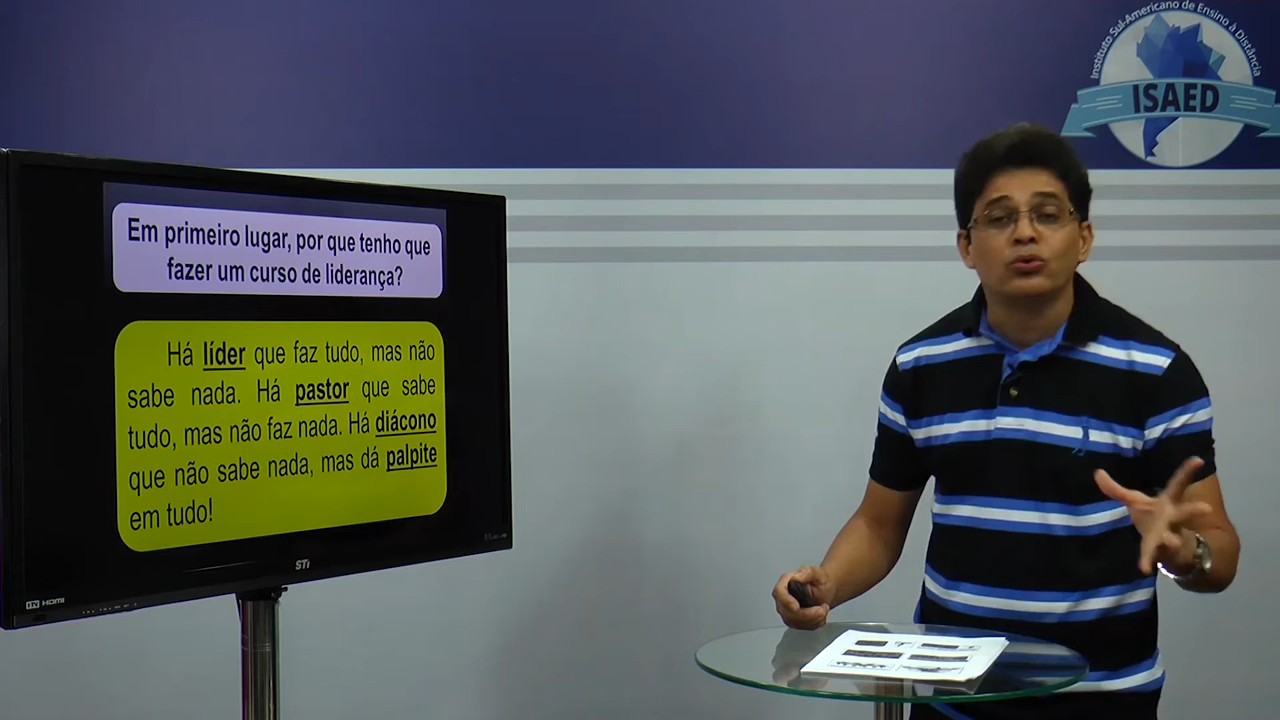 Instituto Sul-Americano de Ensino à Distância
ISAED
Em primeiro lugar, por que tenho que
fazer um curso de liderança?
Há líder que faz tudo, mas não
sabe nada. Há pastor que sabe
tudo, mas não faz nada. Há diácono
que não sabe nada, mas dá palpite
em tudo!
STi
HDMI